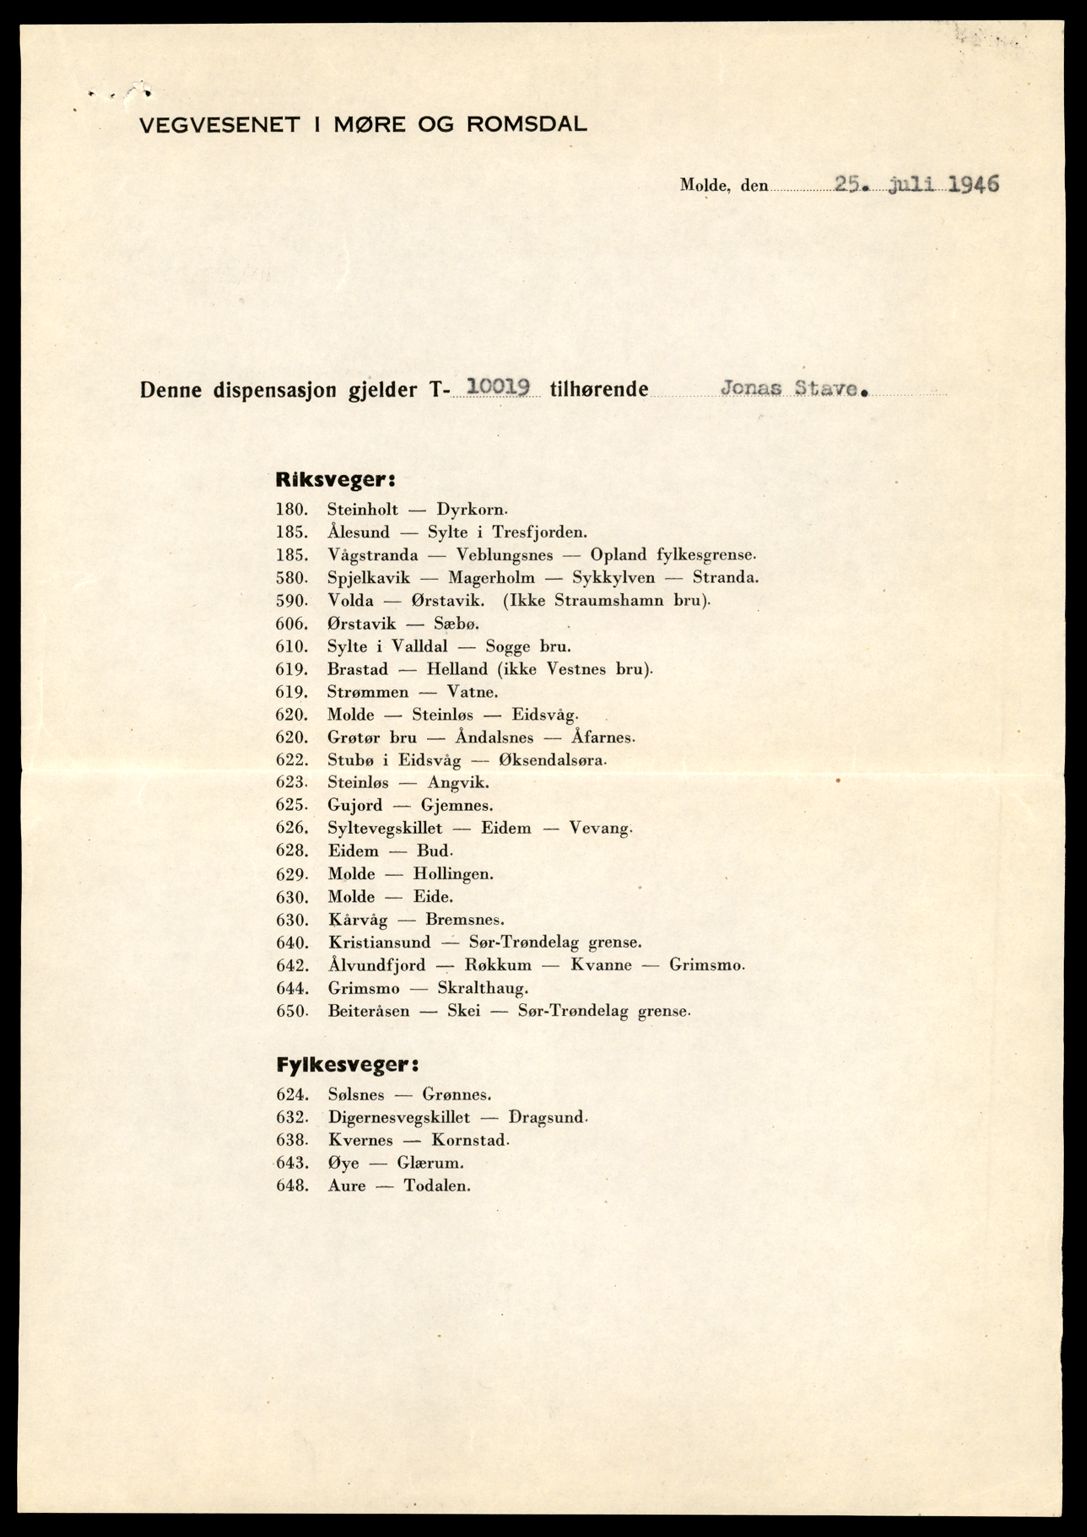 VEGVESENET I MØRE OG ROMSDAL
Molde, den 25. juli 1946
Denne dispensasjon gjelder T- 10019 tilhørende Jonas Stave.
Riksveger:
180. Steinholt — Dyrkorn.
185. Ålesund — Sylte i Tresfjorden.
185. Vågstranda — Veblungsnes — Opland fylkesgrense.
580. Spjelkavik — Magerholm — Sykkylven — Stranda.
590. Volda — Ørstavik. (Ikke Straumshamn bru).
606. Ørstavik — Sæbø.
610. Sylte i Valldal — Sogge bru.
619. Brastad — Helland (ikke Vestnes bru).
619. Strømmen — Vatne.
620. Molde — Steinløs — Eidsvåg.
620. Grøtør bru — Åndalsnes — Åfarnes.
622. Stubø i Eidsvåg — Øksendalsøra.
623. Steinløs — Angvik.
625. Gujord — Gjemnes.
626. Syltevegskillet — Eidem — Vevang.
628. Eidem — Bud.
629. Molde — Hollingen.
630. Molde — Eide.
630. Kårvåg — Bremsnes.
640. Kristiansund — Sør-Trøndelag grense.
642. Ålvundfjord — Røkkum — Kvanne — Grimsmo.
644. Grimsmo — Skralthaug.
650. Beiteråsen — Skei — Sør-Trøndelag grense.
Fylkesveger:
624. Sølsnes — Grønnes.
632. Digernesvegskillet — Dragsund.
638. Kvernes — Kornstad.
643. Øye — Glærum.
648. Aure — Todalen.